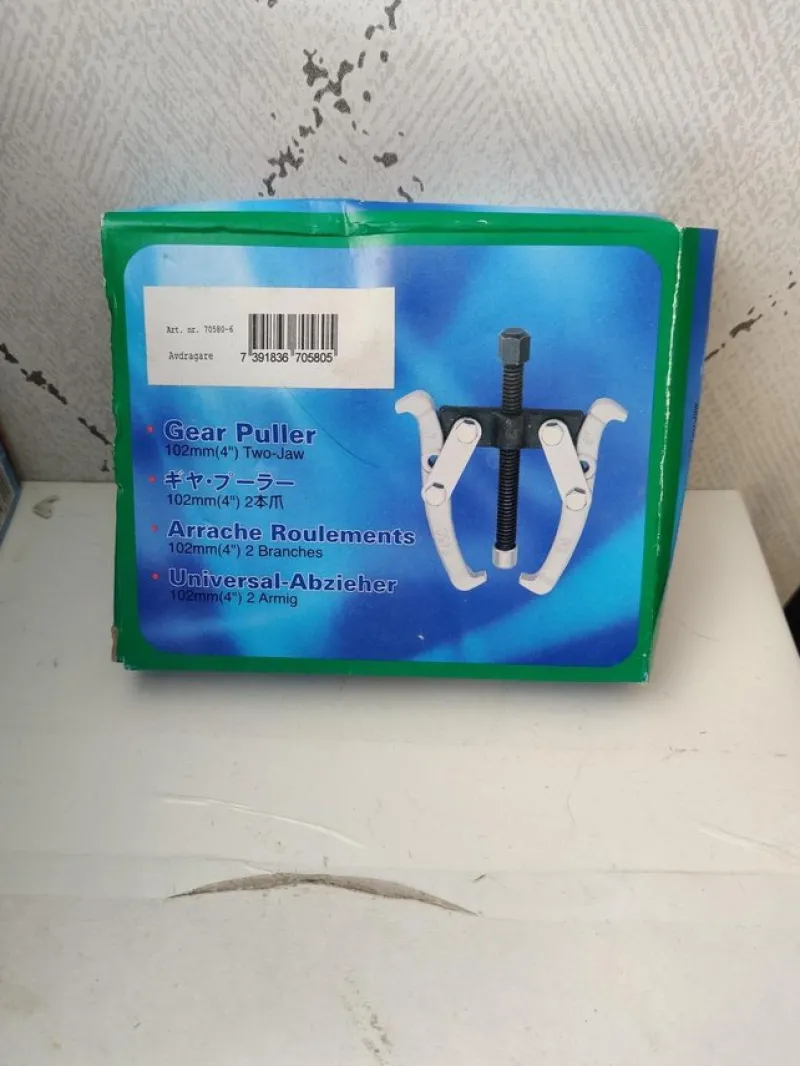 Art. nr. 70580-6
Avdragare
7 391836 705805
Gear Puller
102mm(4") Two-Jaw
ギヤ・プーラー
102mm(4") 2本爪
Arrache Roulements
102mm(4") 2 Branches
Universal-Abzieher
102mm(4") 2 Armig